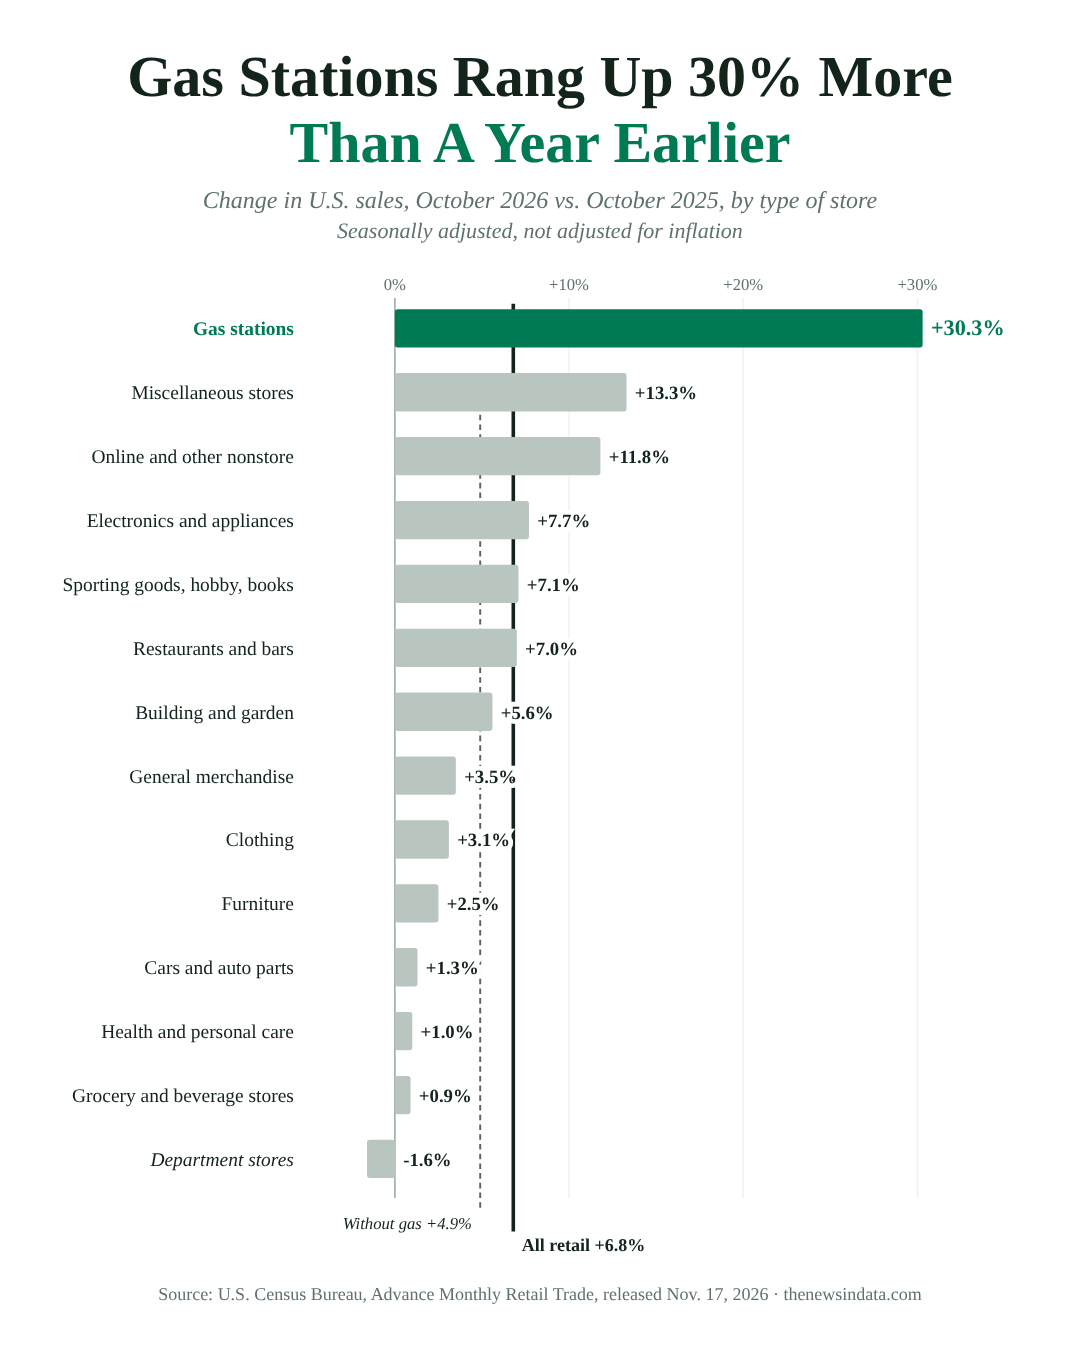 Gas Stations Rang Up 30% More
Than A Year Earlier
Change in U.S. sales, October 2026 vs. October 2025, by type of store
Seasonally adjusted, not adjusted for inflation
0% +10% +20% +30%
Gas stations +30.3%
Miscellaneous stores +13.3%
Online and other nonstore +11.8%
Electronics and appliances +7.7%
Sporting goods, hobby, books +7.1%
Restaurants and bars +7.0%
Building and garden +5.6%
General merchandise +3.5%
Clothing +3.1%
Furniture +2.5%
Cars and auto parts +1.3%
Health and personal care +1.0%
Grocery and beverage stores +0.9%
Department stores -1.6%
Without gas +4.9%
All retail +6.8%
Source: U.S. Census Bureau, Advance Monthly Retail Trade, released Nov. 17, 2026 · thenewsindata.com